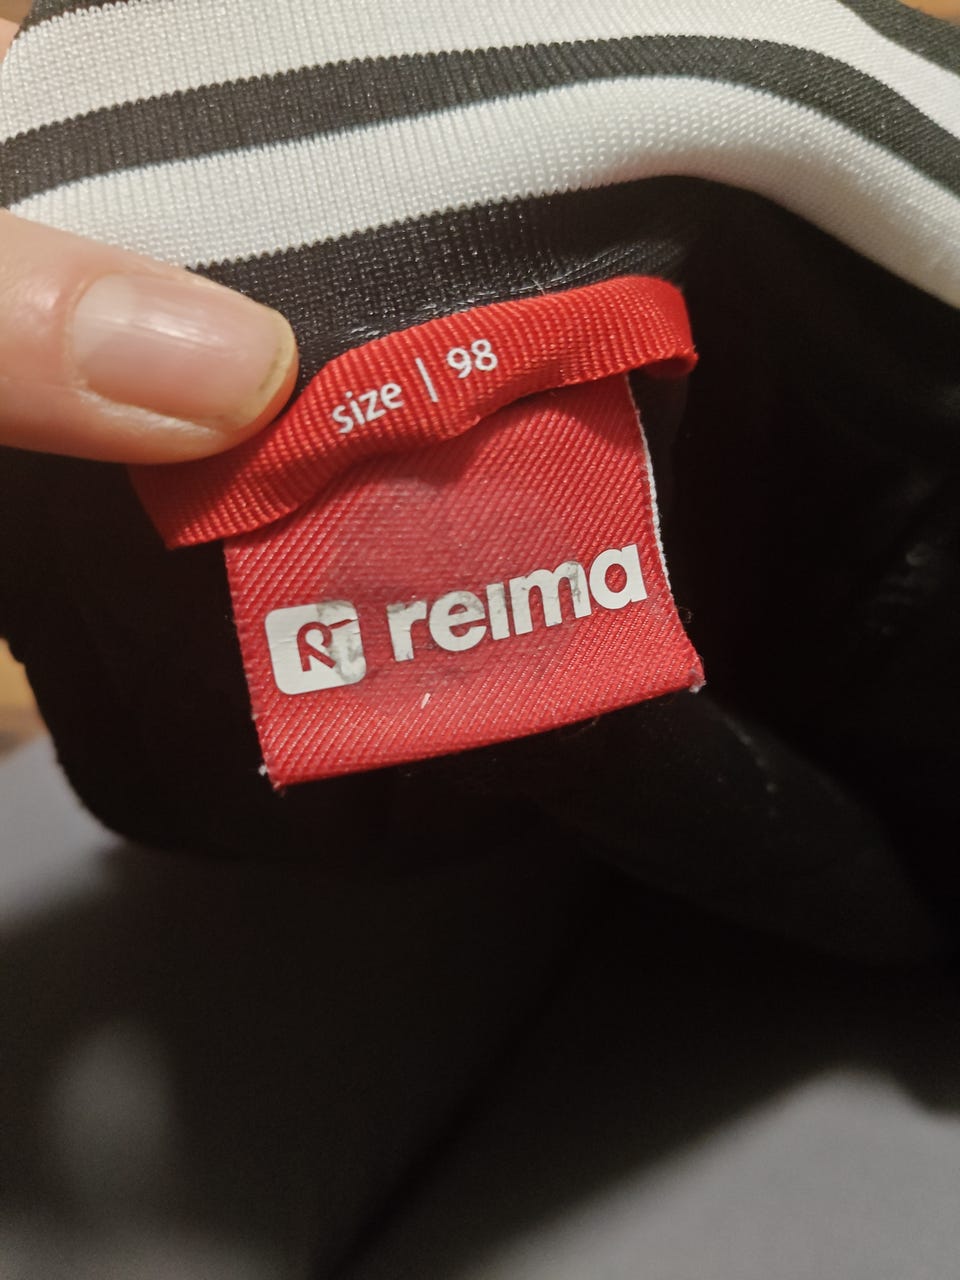 size | 98
reima